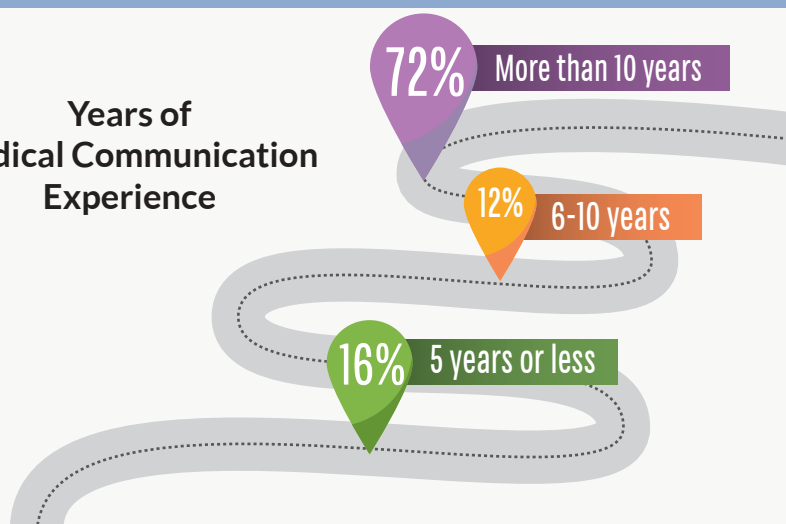 Years of
dical Communication
Experience
72% More than 10 years
12% 6-10 years
16% 5 years or less